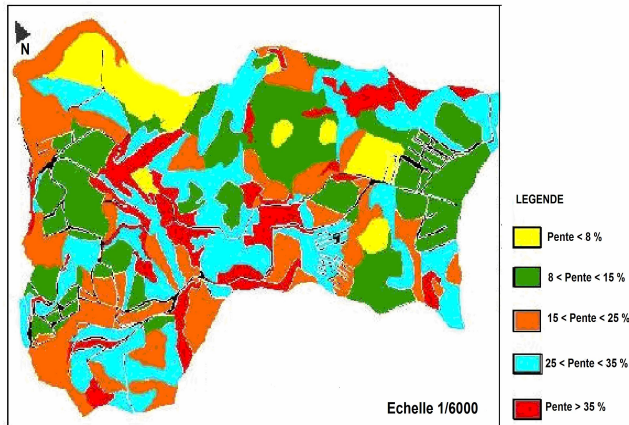 N
LEGENDE
Pente < 8 %
8 < Pente < 15 %
15 < Pente < 25 %
25 < Pente < 35 %
Pente > 35 %
Echelle 1/6000